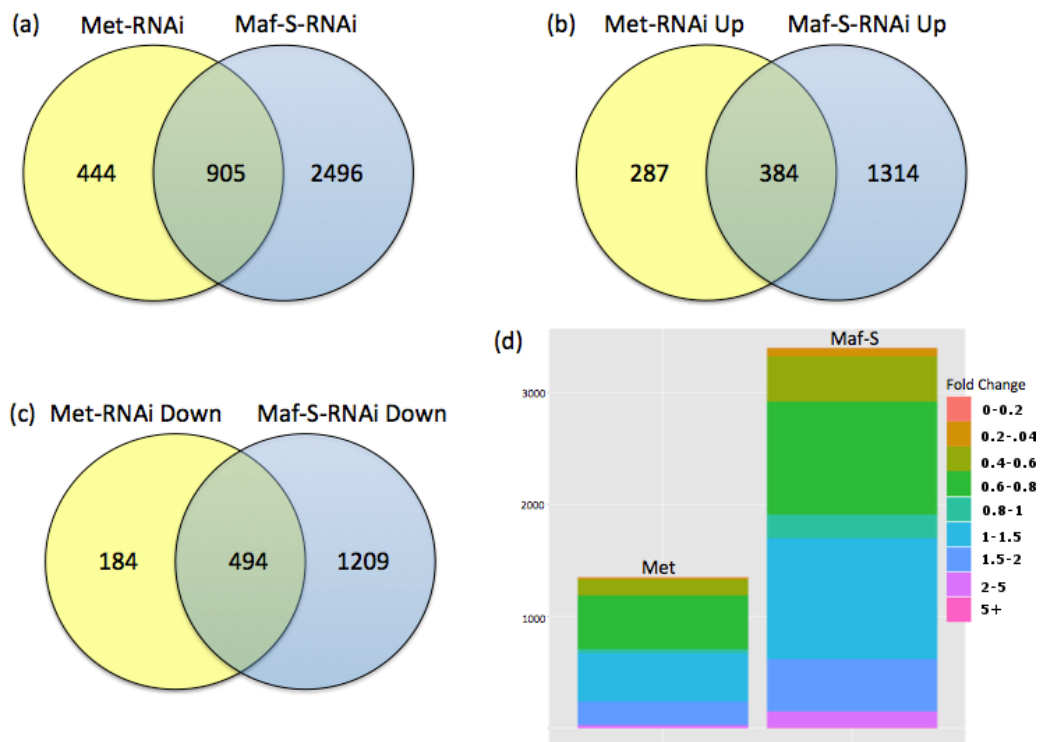 (a)
Met-RNAi
Maf-S-RNAi
444
905
2496
(b)
Met-RNAi Up
Maf-S-RNAi Up
287
384
1314
(c)
Met-RNAi Down
Maf-S-RNAi Down
184
494
1209
(d)
Maf-S
Met
3000
2000
1000
Fold Change
0-0.2
0.2-.04
0.4-0.6
0.6-0.8
0.8-1
1-1.5
1.5-2
2-5
5+